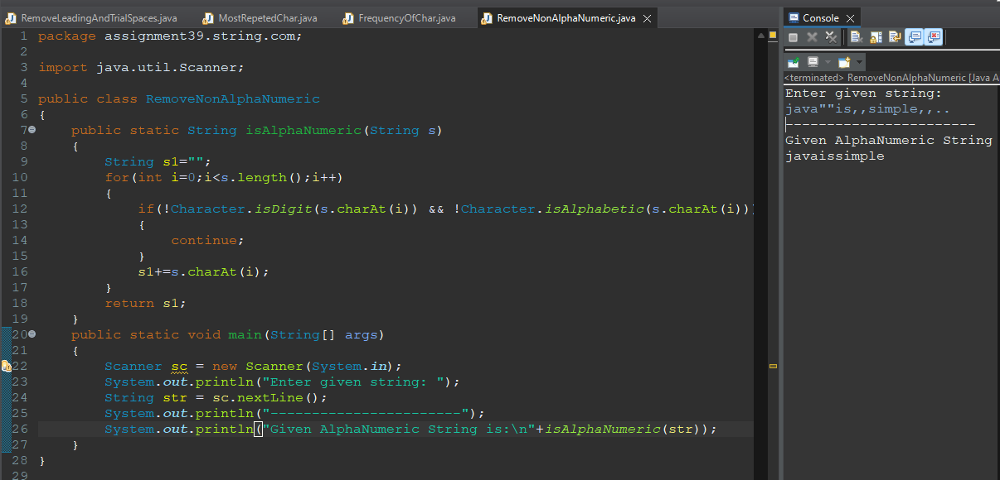 RemoveLeadingAndTrialSpaces.java MostRepetedChar.java FrequencyOfChar.java RemoveNonAlphaNumeric.java
1 package assignment39.string.com;
2
3 import java.util.Scanner;
4
5 public class RemoveNonAlphaNumeric
6 {
7 public static String isAlphaNumeric(String s)
8 {
9 String s1="";
10 for(int i=0;i<s.length();i++)
11 {
12 if(!Character.isDigit(s.charAt(i)) && !Character.isAlphabetic(s.charAt(i)))
13 {
14 continue;
15 }
16 s1+=s.charAt(i);
17 }
18 return s1;
19 }
20 public static void main(String[] args)
21 {
22 Scanner sc = new Scanner(System.in);
23 System.out.println("Enter given string: ");
24 String str = sc.nextLine();
25 System.out.println("-----------------------");
26 System.out.println("Given AlphaNumeric String is:\n"+isAlphaNumeric(str));
27 }
28 }
29
Console
<terminated> RemoveNonAlphaNumeric [Java A
Enter given string:
java""is,,simple,,..
-----------------------
Given AlphaNumeric String
javaissimple